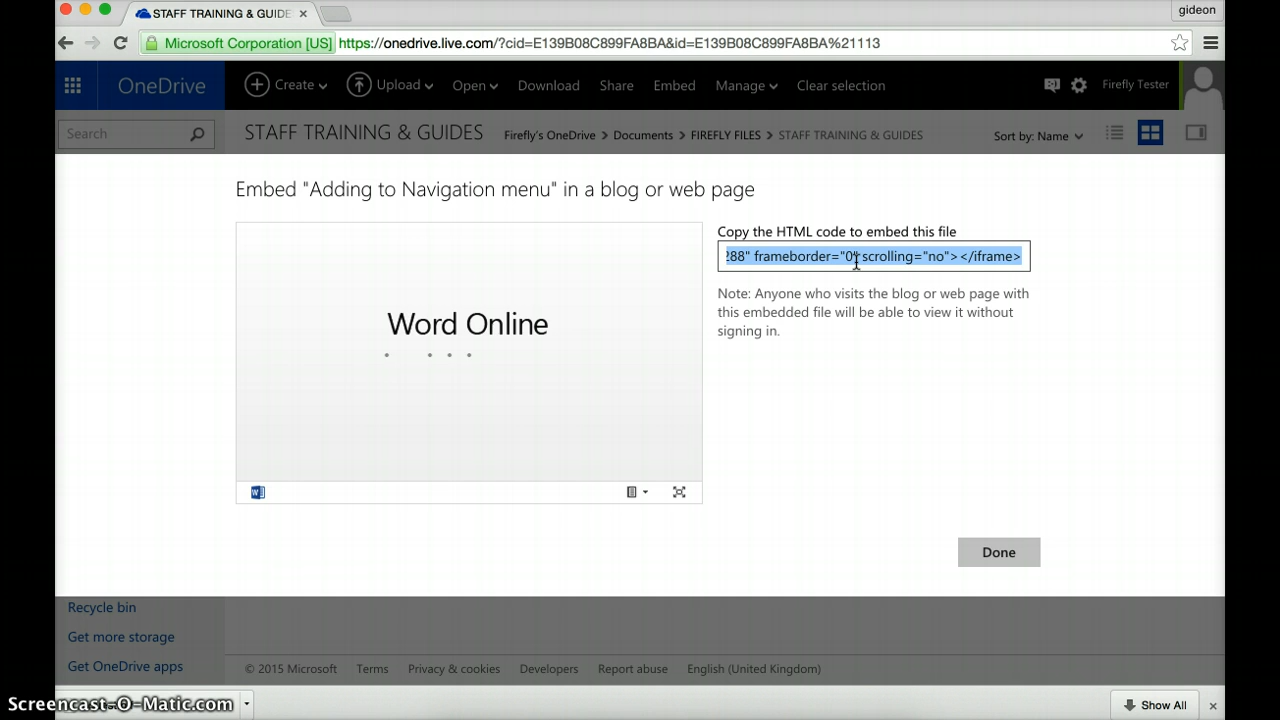 STAFF TRAINING & GUIDE
gideon
Microsoft Corporation [US] https://onedrive.live.com/?cid=E139B08C899FA8BA&id=E139B08C899FA8BA%21113
OneDrive Create Upload Open Download Share Embed Manage Clear selection Firefly Tester
Search STAFF TRAINING & GUIDES Firefly's OneDrive > Documents > FIREFLY FILES > STAFF TRAINING & GUIDES Sort by: Name
Embed "Adding to Navigation menu" in a blog or web page
Copy the HTML code to embed this file
288" frameborder="0" scrolling="no"></iframe>
Note: Anyone who visits the blog or web page with
this embedded file will be able to view it without
signing in.
Word Online
Done
Recycle bin
Get more storage
Get OneDrive apps
© 2015 Microsoft Terms Privacy & cookies Developers Report abuse English (United Kingdom)
Screencast-O-Matic.com
Show All